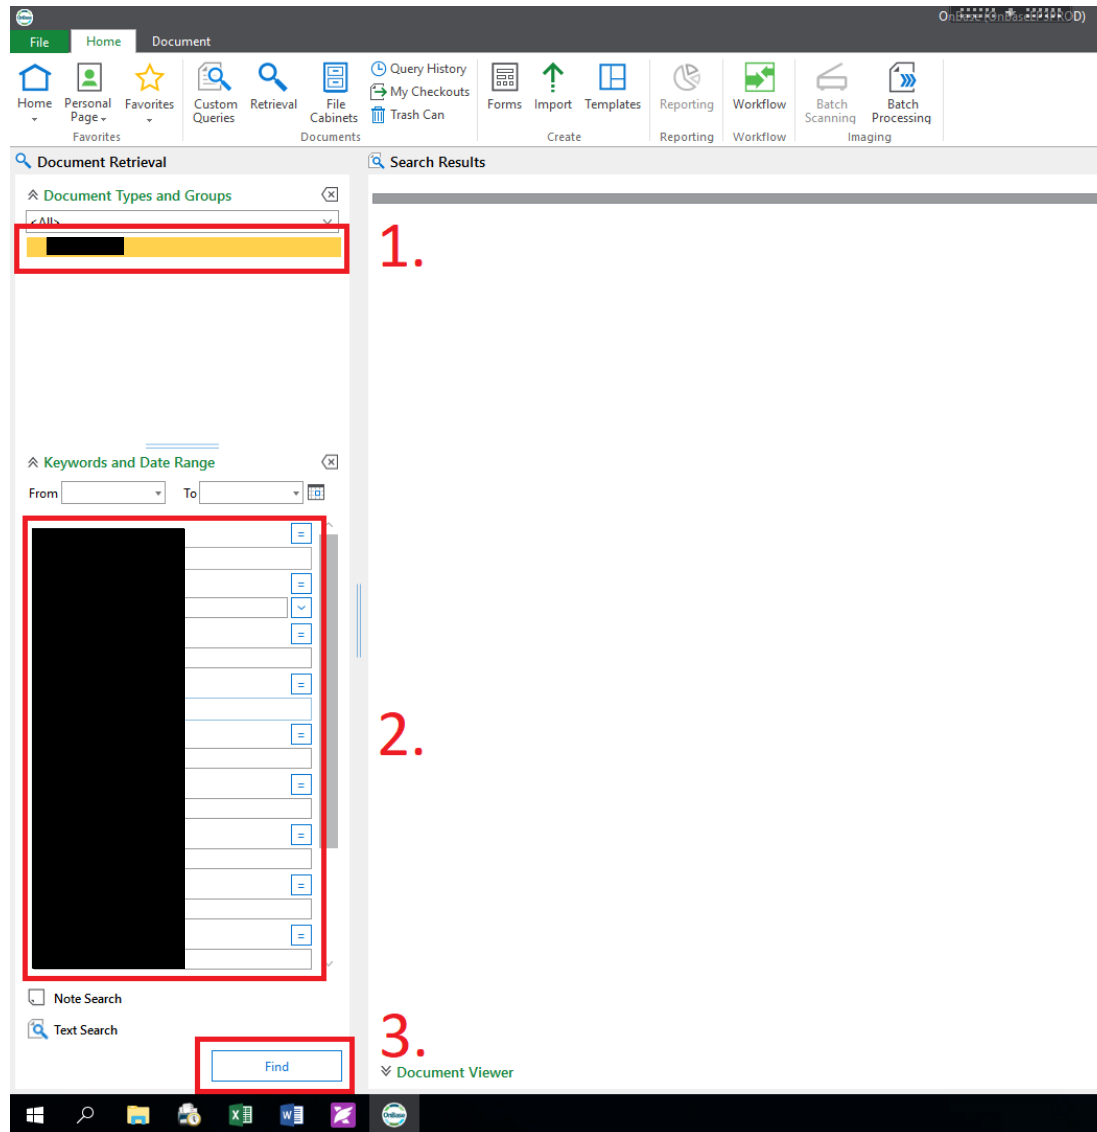 File Home Document
Home Personal Page Favorites Custom Queries Retrieval File Cabinets
Query History
My Checkouts
Trash Can
Forms Import Templates Reporting Workflow Batch Scanning Batch Processing
Favorites Documents Create Reporting Workflow Imaging
Document Retrieval
Document Types and Groups
<All>
1.
Keywords and Date Range
From To
=
=
=
=
=
=
=
=
=
2.
Note Search
Text Search
Find
Search Results
3.
Document Viewer
OnBase